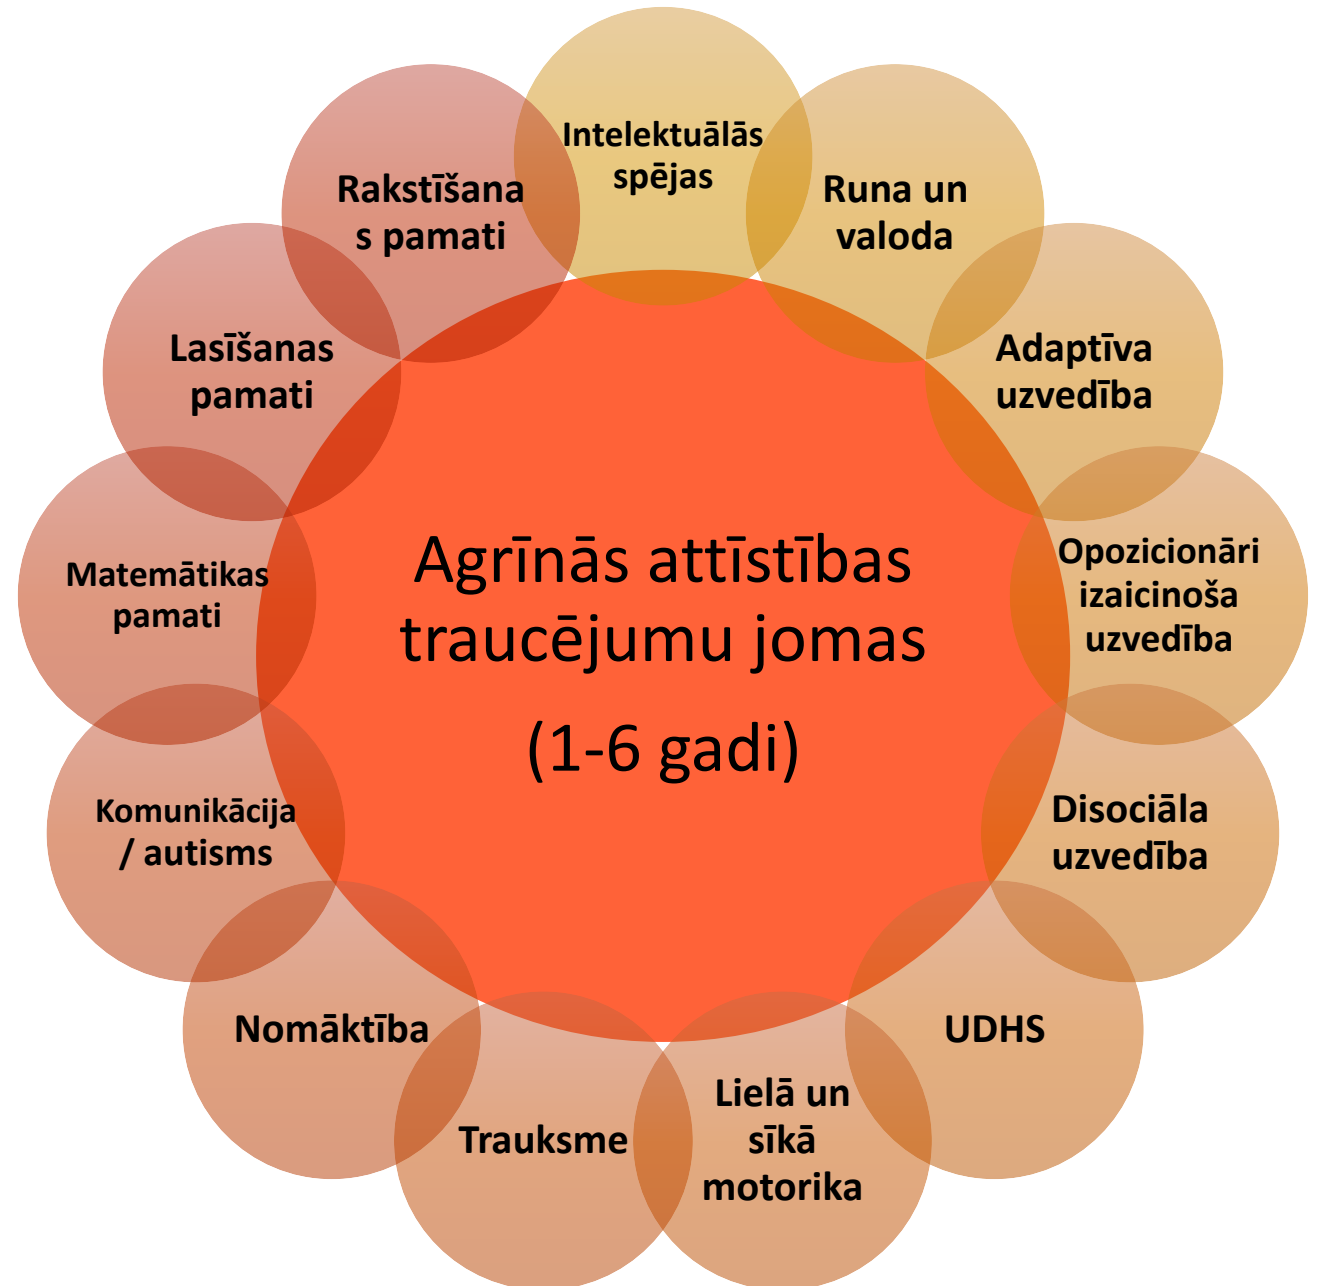 Intelektuālās
spējas
Runa un
valoda
Adaptīva
uzvedība
Opozicionāri
izaicinoša
uzvedība
Disociāla
uzvedība
UDHS
Lielā un
sīkā
motorika
Trauksme
Nomāktība
Komunikācija
/ autisms
Matemātikas
pamati
Lasīšanas
pamati
Rakstīšana
s pamati
Agrīnās attīstības
traucējumu jomas
(1-6 gadi)